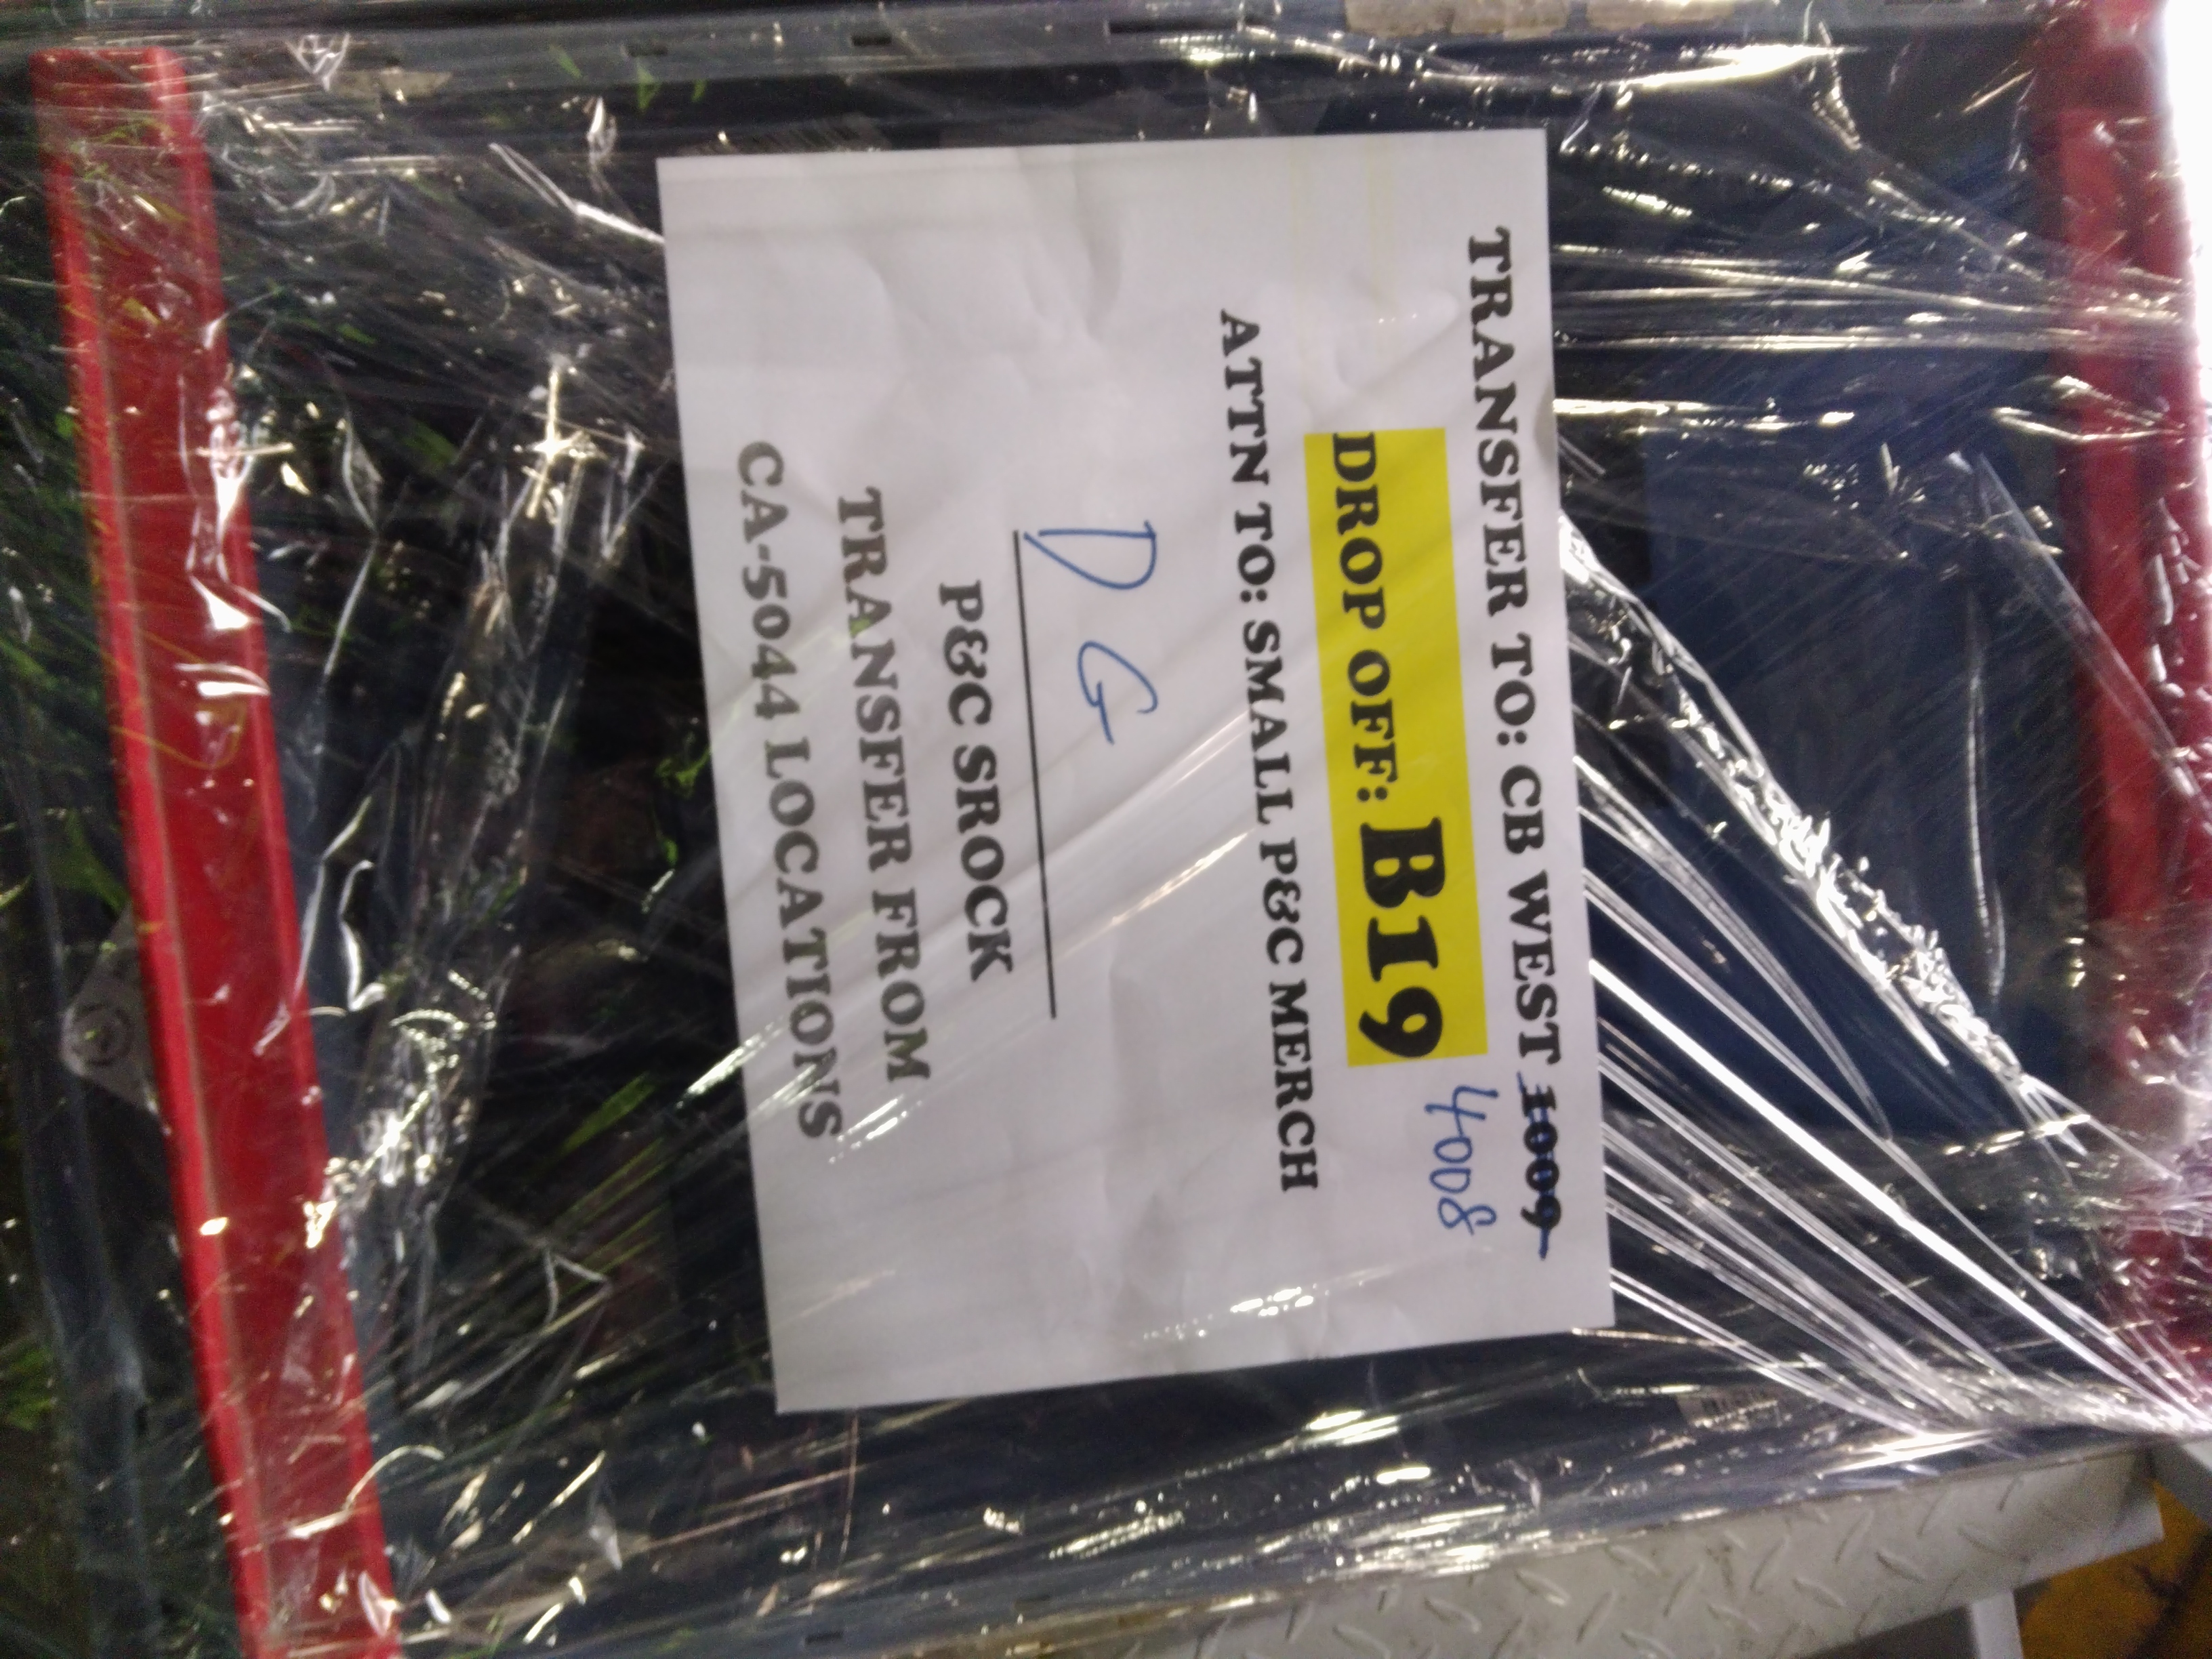 TRANSFER TO: CB WEST 1009
4008
DROP OFF: B19
ATTN TO: SMALL P&C MERCH
D G
P&C SROCK
TRANSFER FROM
CA-5044 LOCATIONS